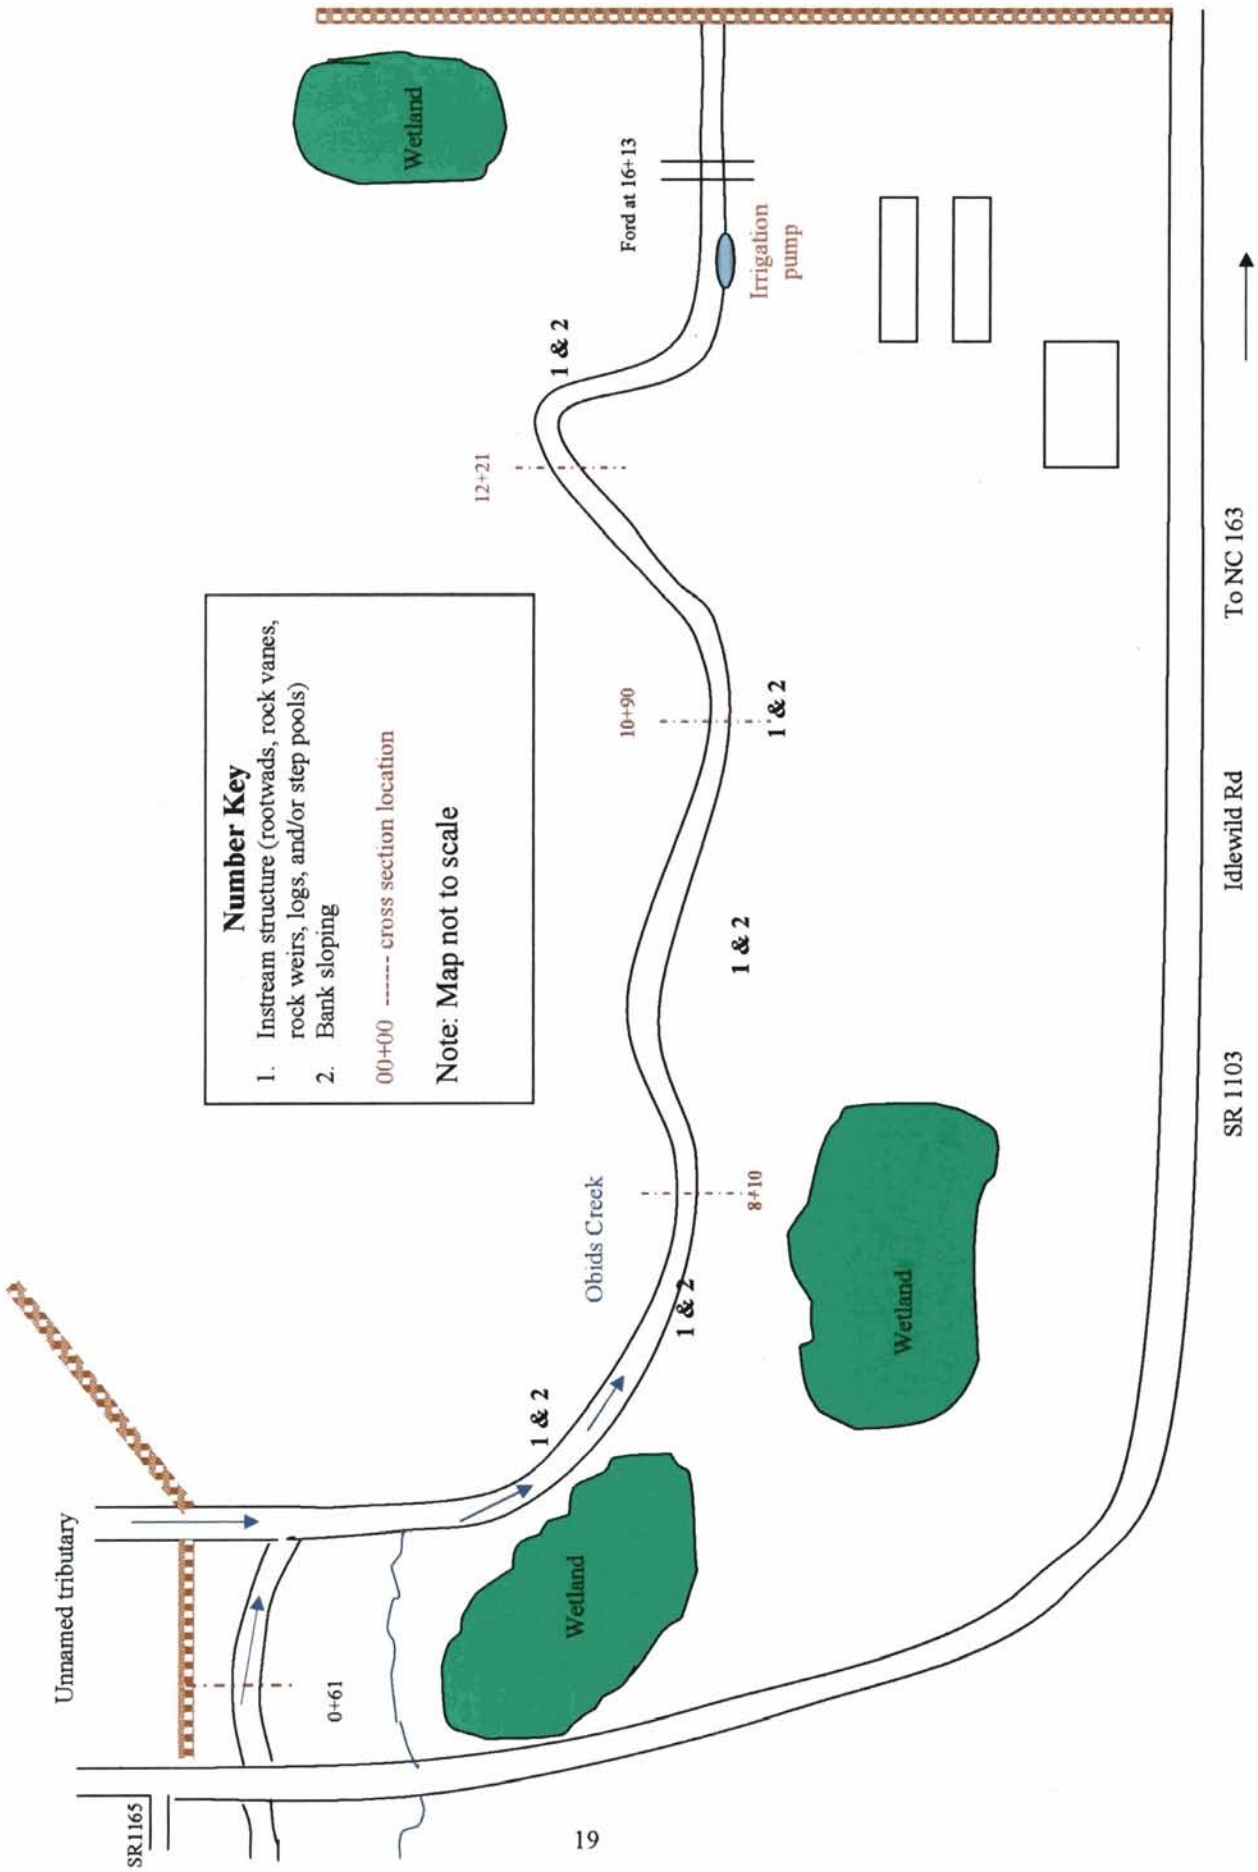 Unnamed tributary
SR1165
0+61
Wetland
1 & 2
1 & 2
Obids Creek
8+10
Wetland
Number Key
1. Instream structure (rootwads, rock vanes,
rock weirs, logs, and/or step pools)
2. Bank sloping
00+00 ------ cross section location
Note: Map not to scale
1 & 2
10+90
1 & 2
12+21
1 & 2
Ford at 16+13
Irrigation
pump
Wetland
SR 1103
Idlewild Rd
To NC 163
19